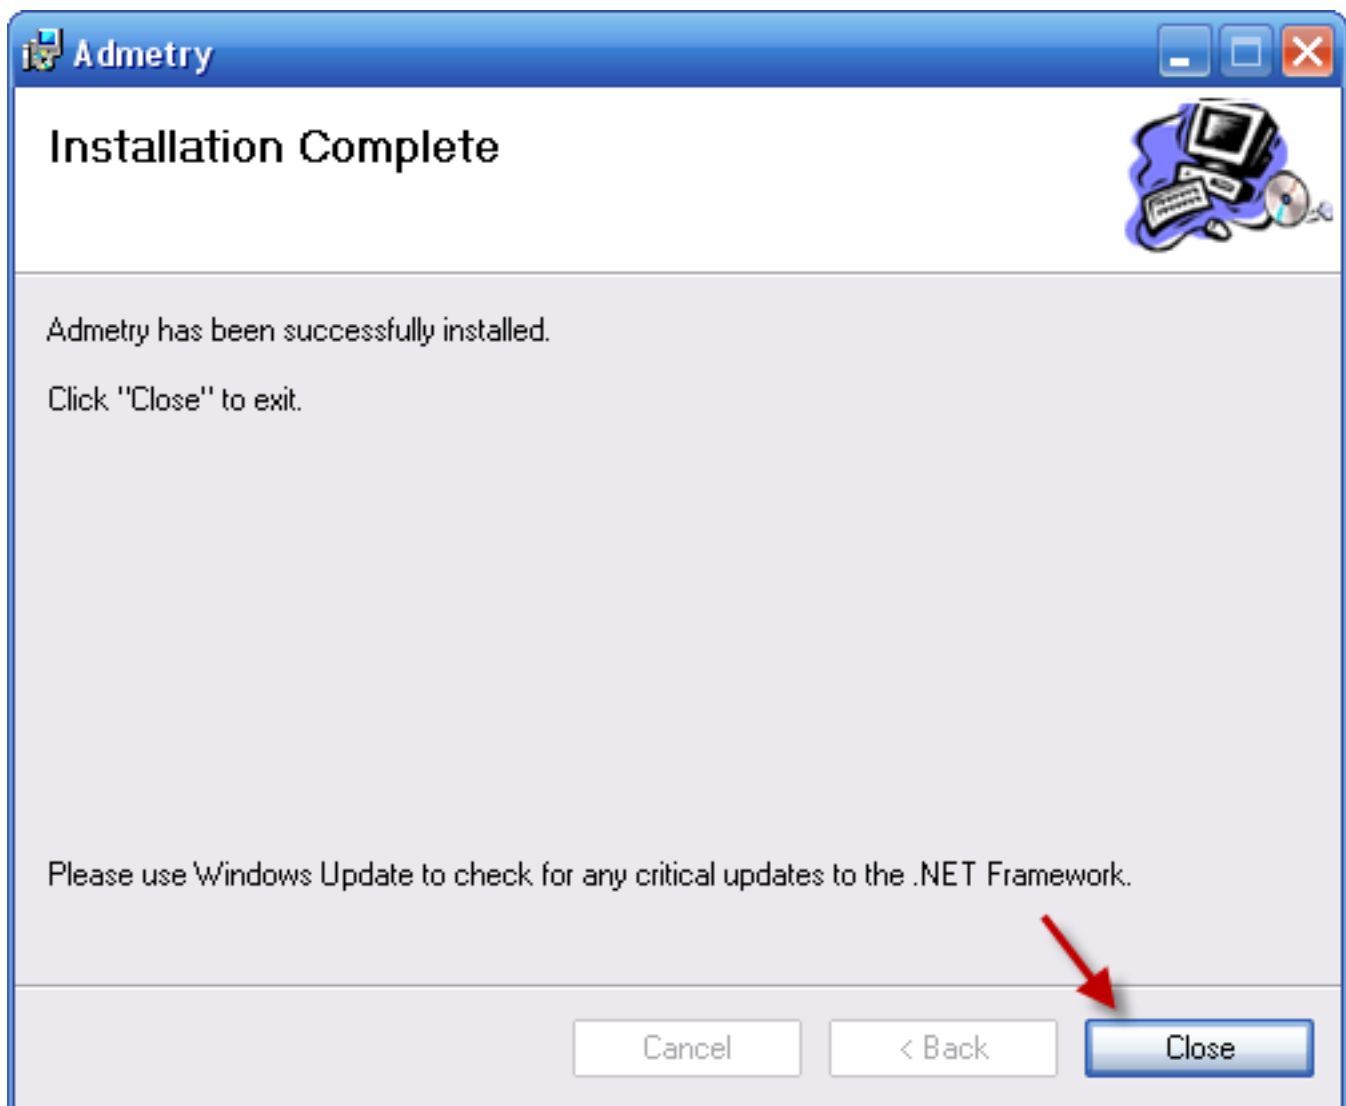 Admetry
Installation Complete
Admetry has been successfully installed.
Click "Close" to exit.
Please use Windows Update to check for any critical updates to the .NET Framework.
Cancel
< Back
Close